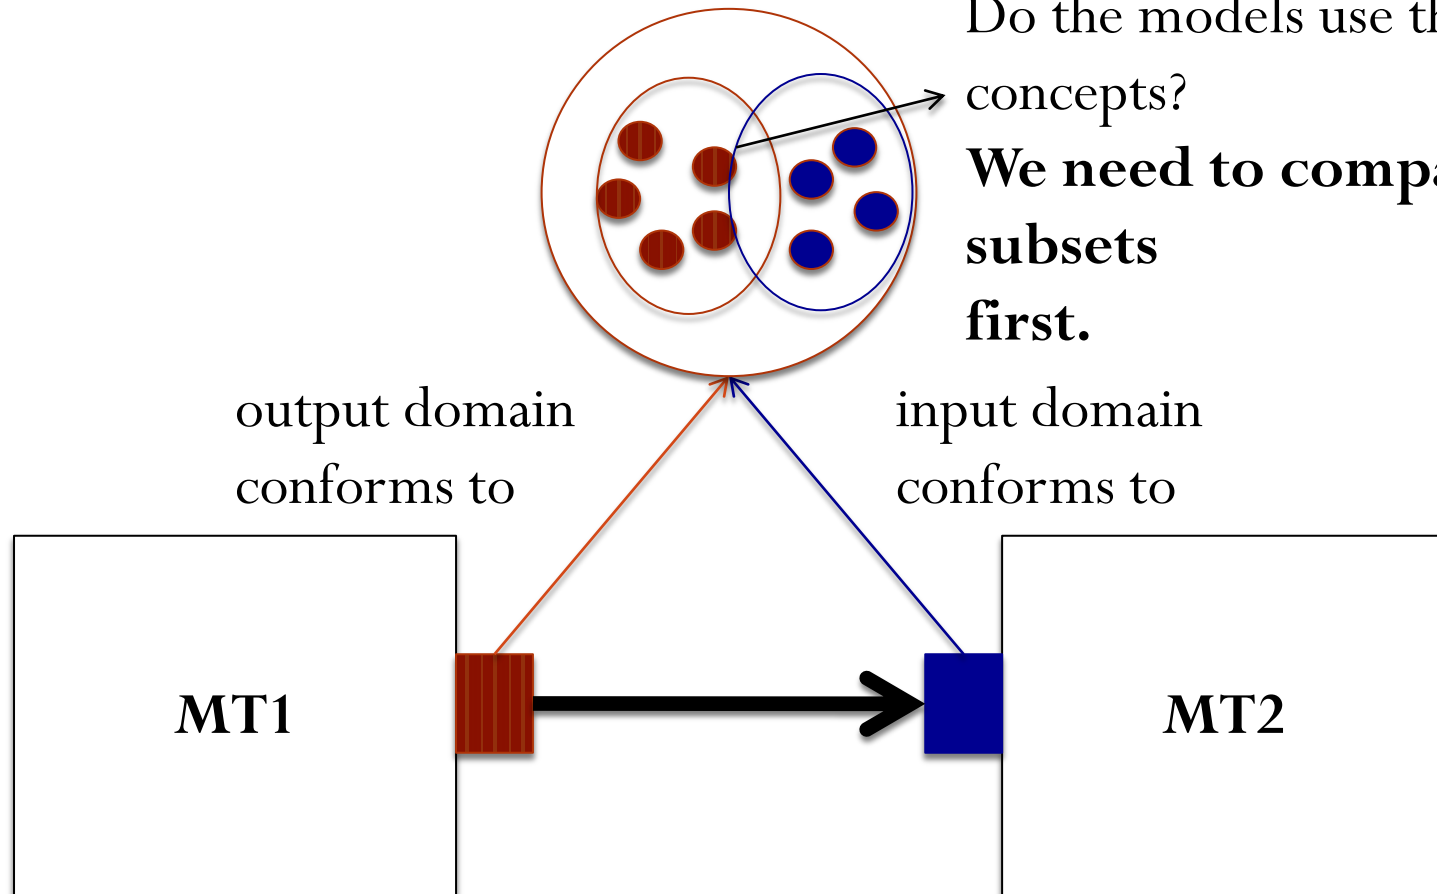 Do the models use
concepts?
We need to
subsets
first.
output domain
conforms to
input domain
conforms to
MT1
MT2